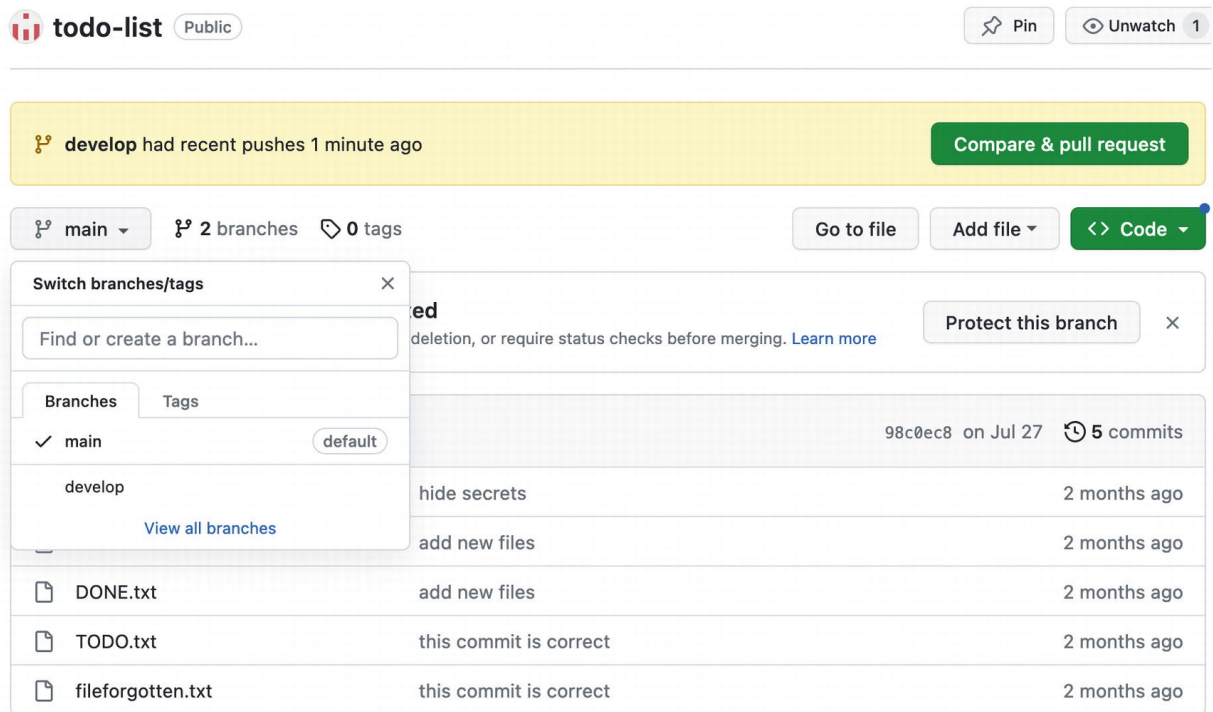 todo-list Public Pin Unwatch 1
develop had recent pushes 1 minute ago Compare & pull request
main 2 branches 0 tags Go to file Add file Code
Switch branches/tags
ed
Find or create a branch... deletion, or require status checks before merging. Learn more Protect this branch
Branches Tags
main default 98c0ec8 on Jul 27 5 commits
develop hide secrets 2 months ago
View all branches
add new files 2 months ago
DONE.txt add new files 2 months ago
TODO.txt this commit is correct 2 months ago
fileforgotten.txt this commit is correct 2 months ago